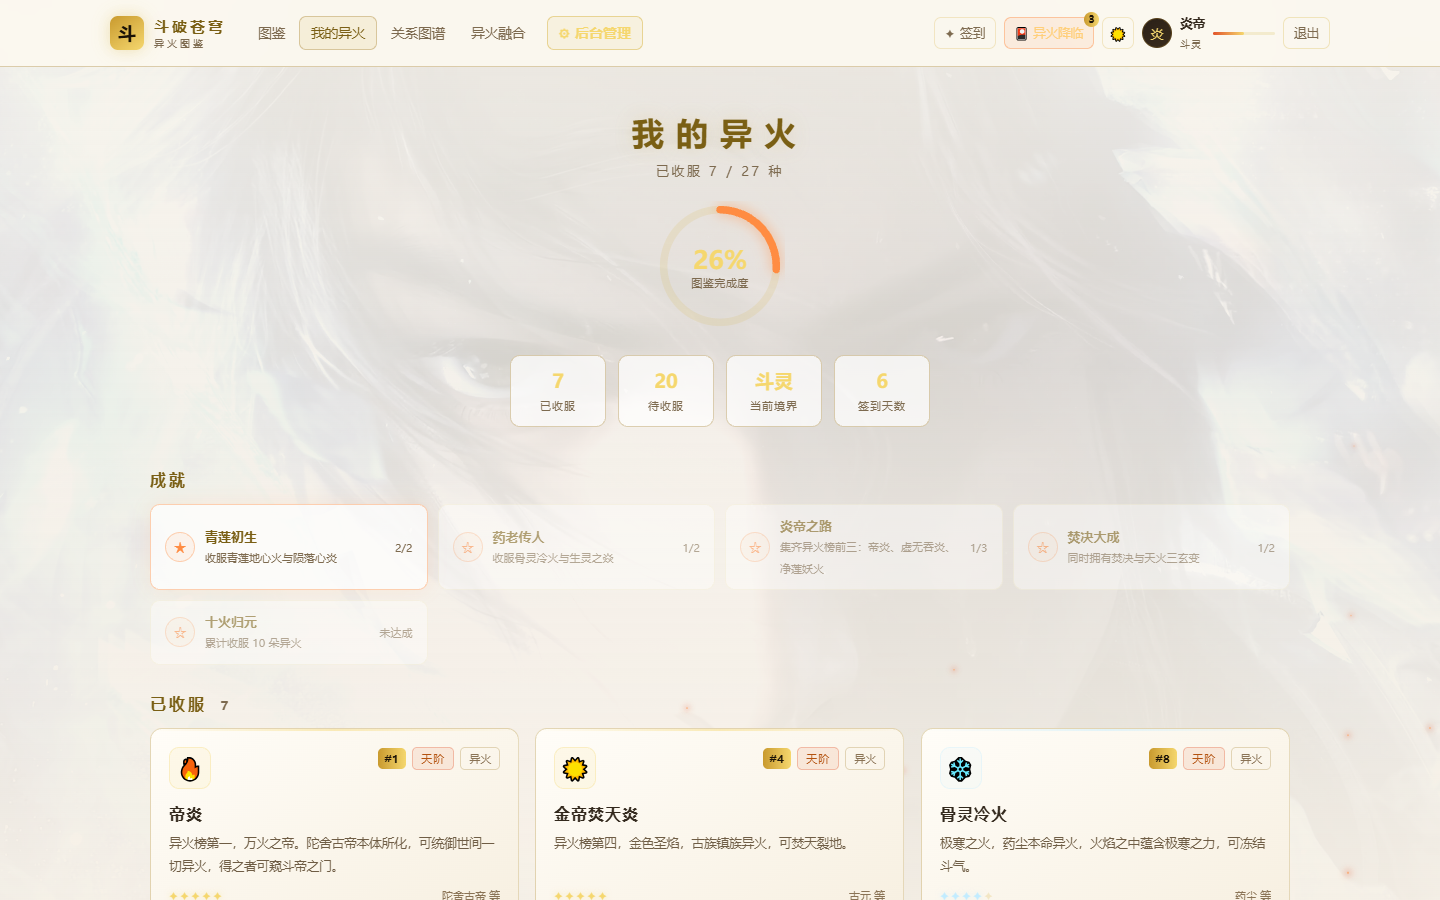 斗
斗破苍穹
异火图鉴
图鉴
我的异火
关系图谱
异火融合
后台管理
签到
异火降临
3
炎
炎帝
斗灵
退出
我的异火
已收服 7 / 27 种
26%
图鉴完成度
7
已收服
20
待收服
斗灵
当前境界
6
签到天数
成就
青莲初生
收服青莲地心火与陨落心炎
2/2
药老传人
收服骨灵冷火与生灵之焱
1/2
炎帝之路
集齐异火榜前三：帝炎、虚无吞炎、
净莲妖火
1/3
焚决大成
同时拥有焚决与天火三玄变
1/2
十火归元
累计收服 10 朵异火
未达成
已收服 7
#1
天阶
异火
帝炎
异火榜第一，万火之帝。陀舍古帝本体所化，可统御世间一
切异火，得之者可窥斗帝之门。
陀舍古帝 等
#4
天阶
异火
金帝焚天炎
异火榜第四，金色圣焰，古族镇族异火，可焚天裂地。
古元 等
#8
天阶
异火
骨灵冷火
极寒之火，药尘本命异火，火焰之中蕴含极寒之力，可冻结
斗气。
药尘 等